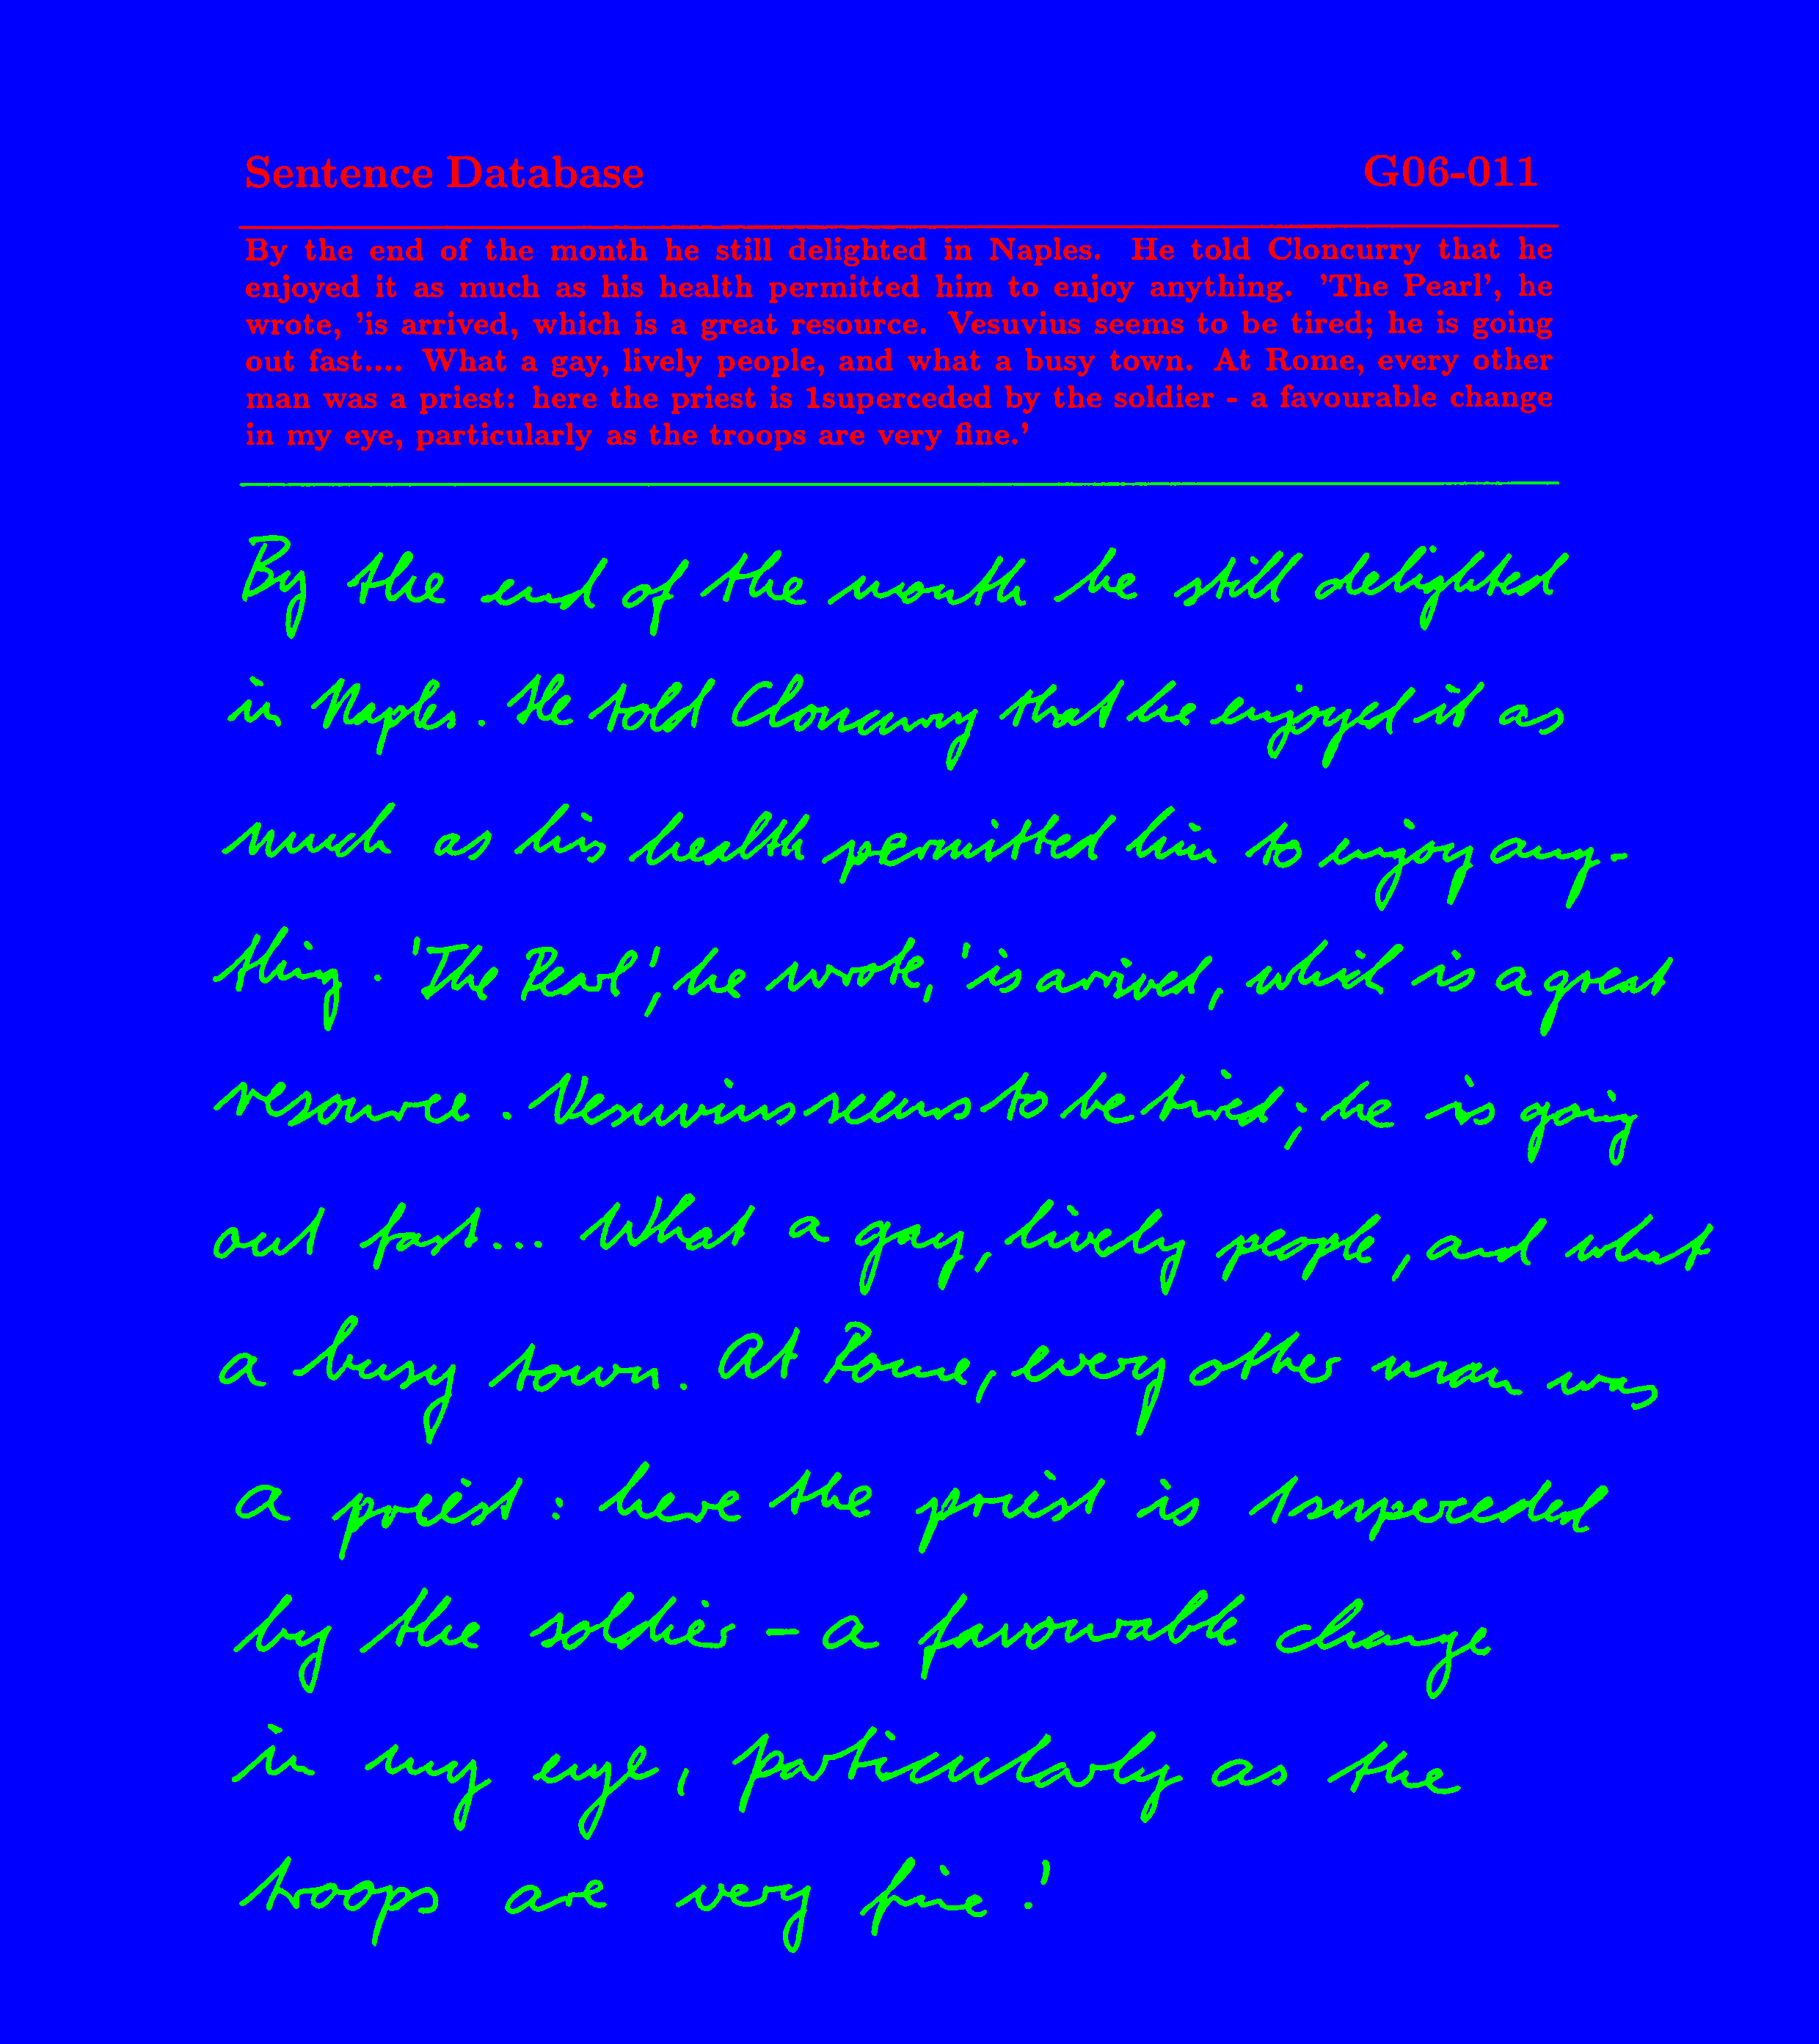 Sentence Database G06-011
By the end of the month he still delighted in Naples. He told Cloncurry that he
enjoyed it as much as his health permitted him to enjoy anything. 'The Pearl', he
wrote, 'is arrived, which is a great resource. Vesuvius seems to be tired; he is going
out fast.... What a gay, lively people, and what a busy town. At Rome, every other
man was a priest: here the priest is 1superceded by the soldier - a favourable change
in my eye, particularly as the troops are very fine.'
By the end of the month he still delighted
in Naples. He told Cloncurry that he enjoyed it as
much as his health permitted him to enjoy any-
thing. 'The Pearl', he wrote, 'is arrived, which is a great
resource. Vesuvius seems to be tired; he is going
out fast... What a gay, lively people, and what
a busy town. At Rome, every other man was
a priest: here the priest is 1superceded
by the soldier - a favourable change
in my eye, particularly as the
troops are very fine.'